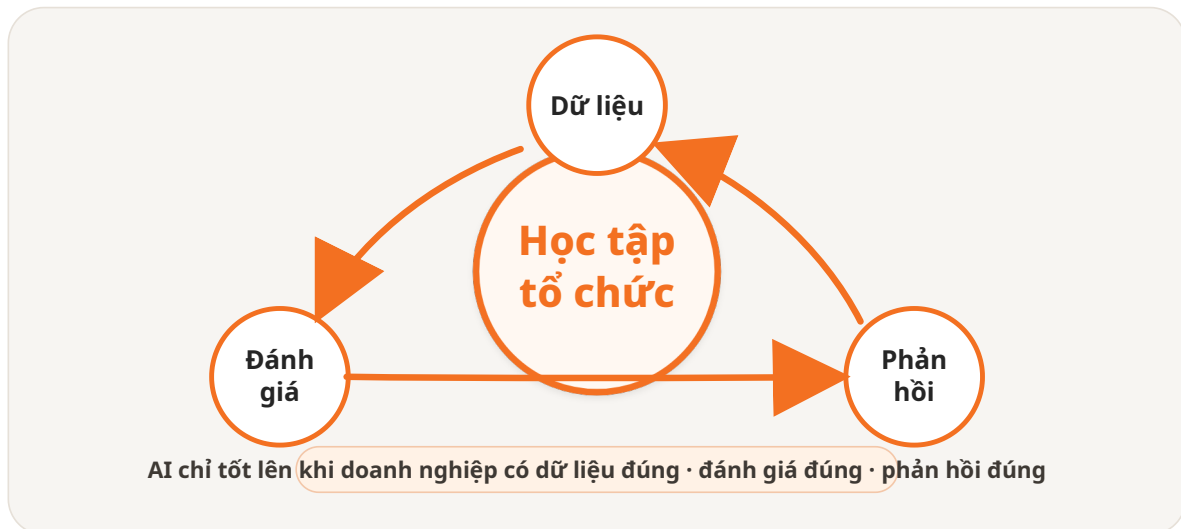 Dữ liệu
Học tập
tổ chức
Đánh
giá
Phản
hồi
AI chỉ tốt lên khi doanh nghiệp có dữ liệu đúng · đánh giá đúng · phản hồi đúng